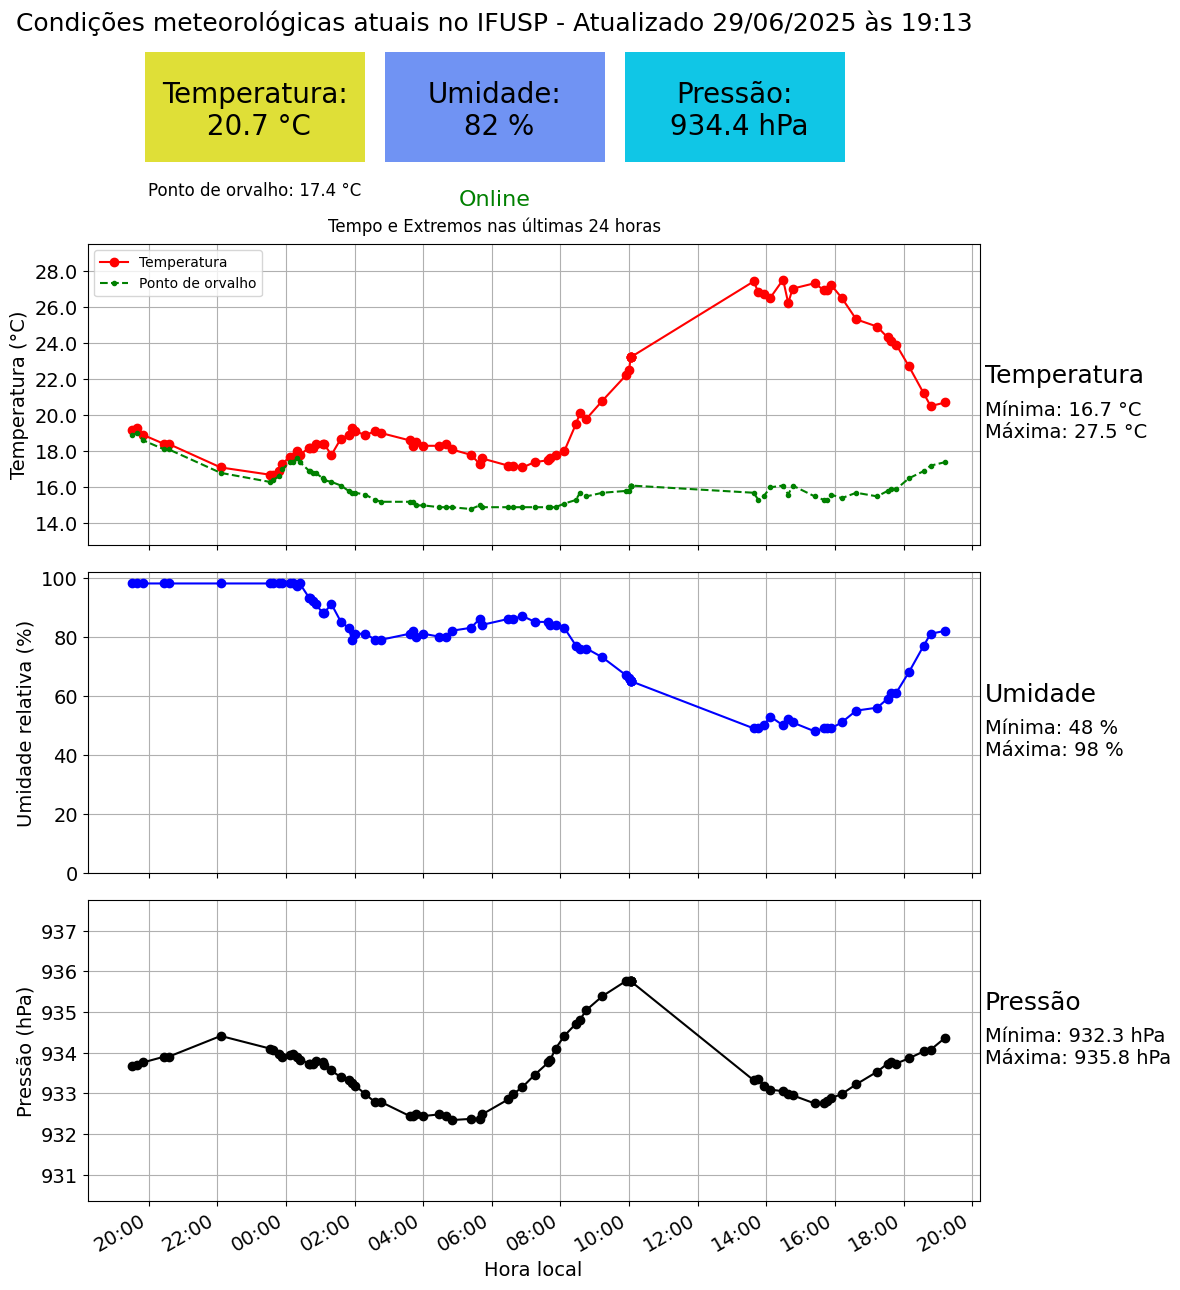 Condições meteorológicas atuais no IFUSP - Atualizado 29/06/2025 às 19:13
Temperatura:
20.7 °C
Umidade:
82 %
Pressão:
934.4 hPa
Ponto de orvalho: 17.4 °C
Online
Tempo e Extremos nas últimas 24 horas
Temperatura
Ponto de orvalho
Temperatura (°C)
28.0
26.0
24.0
22.0
20.0
18.0
16.0
14.0
Temperatura
Mínima: 16.7 °C
Máxima: 27.5 °C
Umidade relativa (%)
100
80
60
40
20
0
Umidade
Mínima: 48 %
Máxima: 98 %
Pressão (hPa)
937
936
935
934
933
932
931
Pressão
Mínima: 932.3 hPa
Máxima: 935.8 hPa
20:00
22:00
00:00
02:00
04:00
06:00
08:00
10:00
12:00
14:00
16:00
18:00
20:00
Hora local